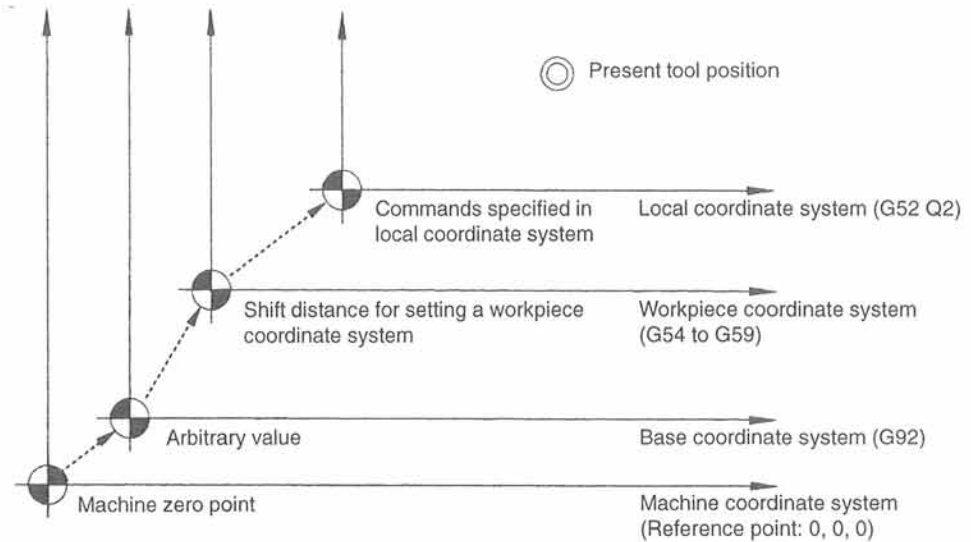 Present tool position
Commands specified in
local coordinate system
Local coordinate system (G52 Q2)
Shift distance for setting a workpiece
coordinate system
Workpiece coordinate system
(G54 to G59)
Arbitrary value
Base coordinate system (G92)
Machine zero point
Machine coordinate system
(Reference point: 0, 0, 0)